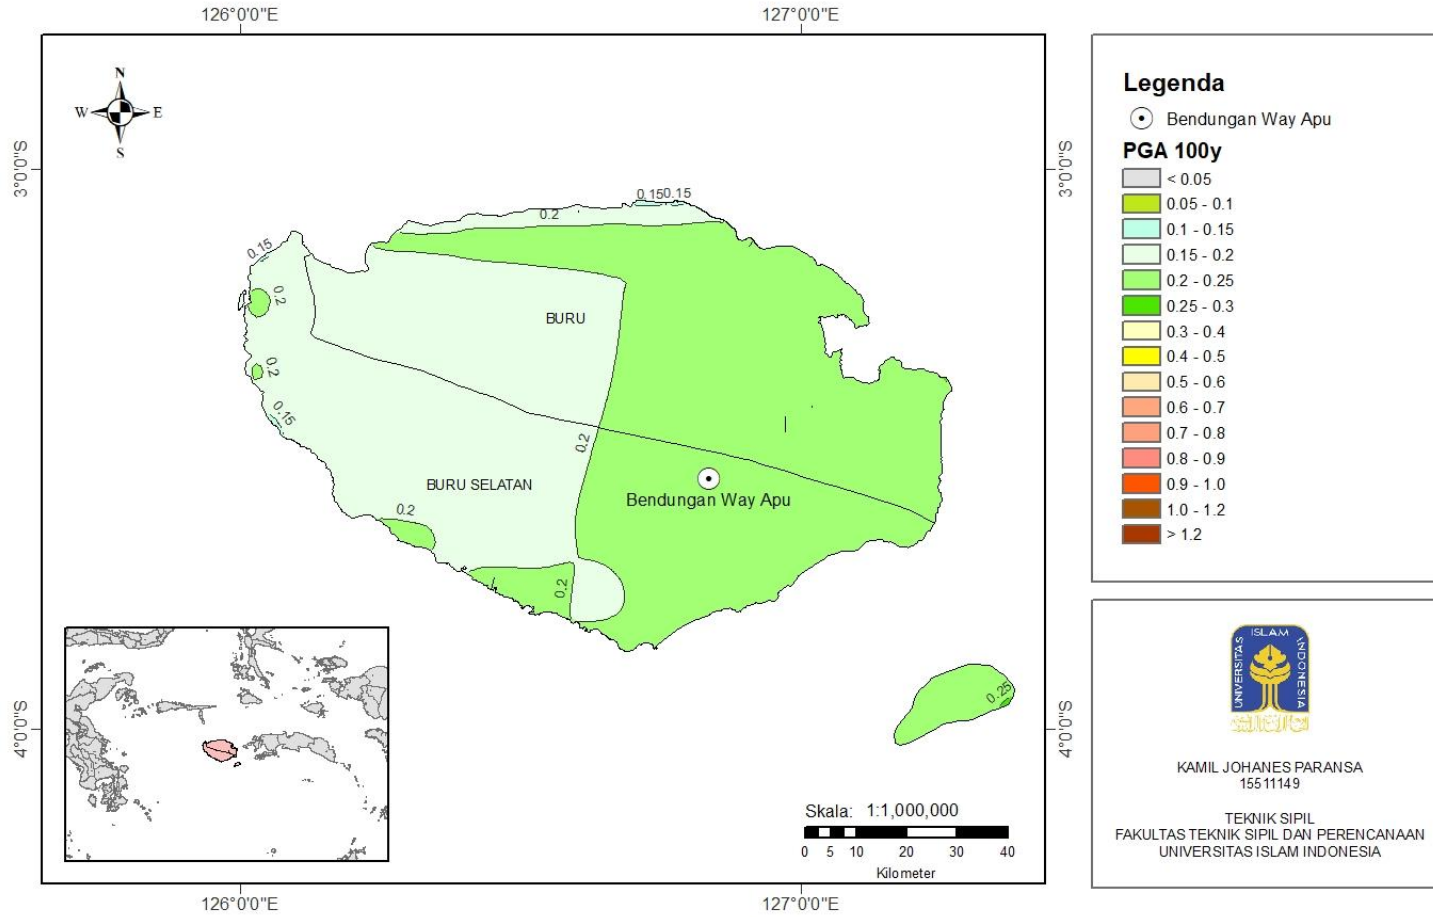 126°0'0"E
127°0'0"E
N
W
E
S
3°0'0"S
3°0'0"S
0.15
0.15
0.2
0.15
0.2
BURU
0.2
0.15
0.2
BURU SELATAN
Bendungan Way Apu
0.2
0.2
0.25
4°0'0"S
4°0'0"S
Skala: 1:1,000,000
0 5 10 20 30 40
Kilometer
126°0'0"E
127°0'0"E
Legenda
Bendungan Way Apu
PGA 100y
< 0.05
0.05 - 0.1
0.1 - 0.15
0.15 - 0.2
0.2 - 0.25
0.25 - 0.3
0.3 - 0.4
0.4 - 0.5
0.5 - 0.6
0.6 - 0.7
0.7 - 0.8
0.8 - 0.9
0.9 - 1.0
1.0 - 1.2
> 1.2
UNIVERSITAS ISLAM INDONESIA
KAMIL JOHANES PARANSA
15511149
TEKNIK SIPIL
FAKULTAS TEKNIK SIPIL DAN PERENCANAAN
UNIVERSITAS ISLAM INDONESIA